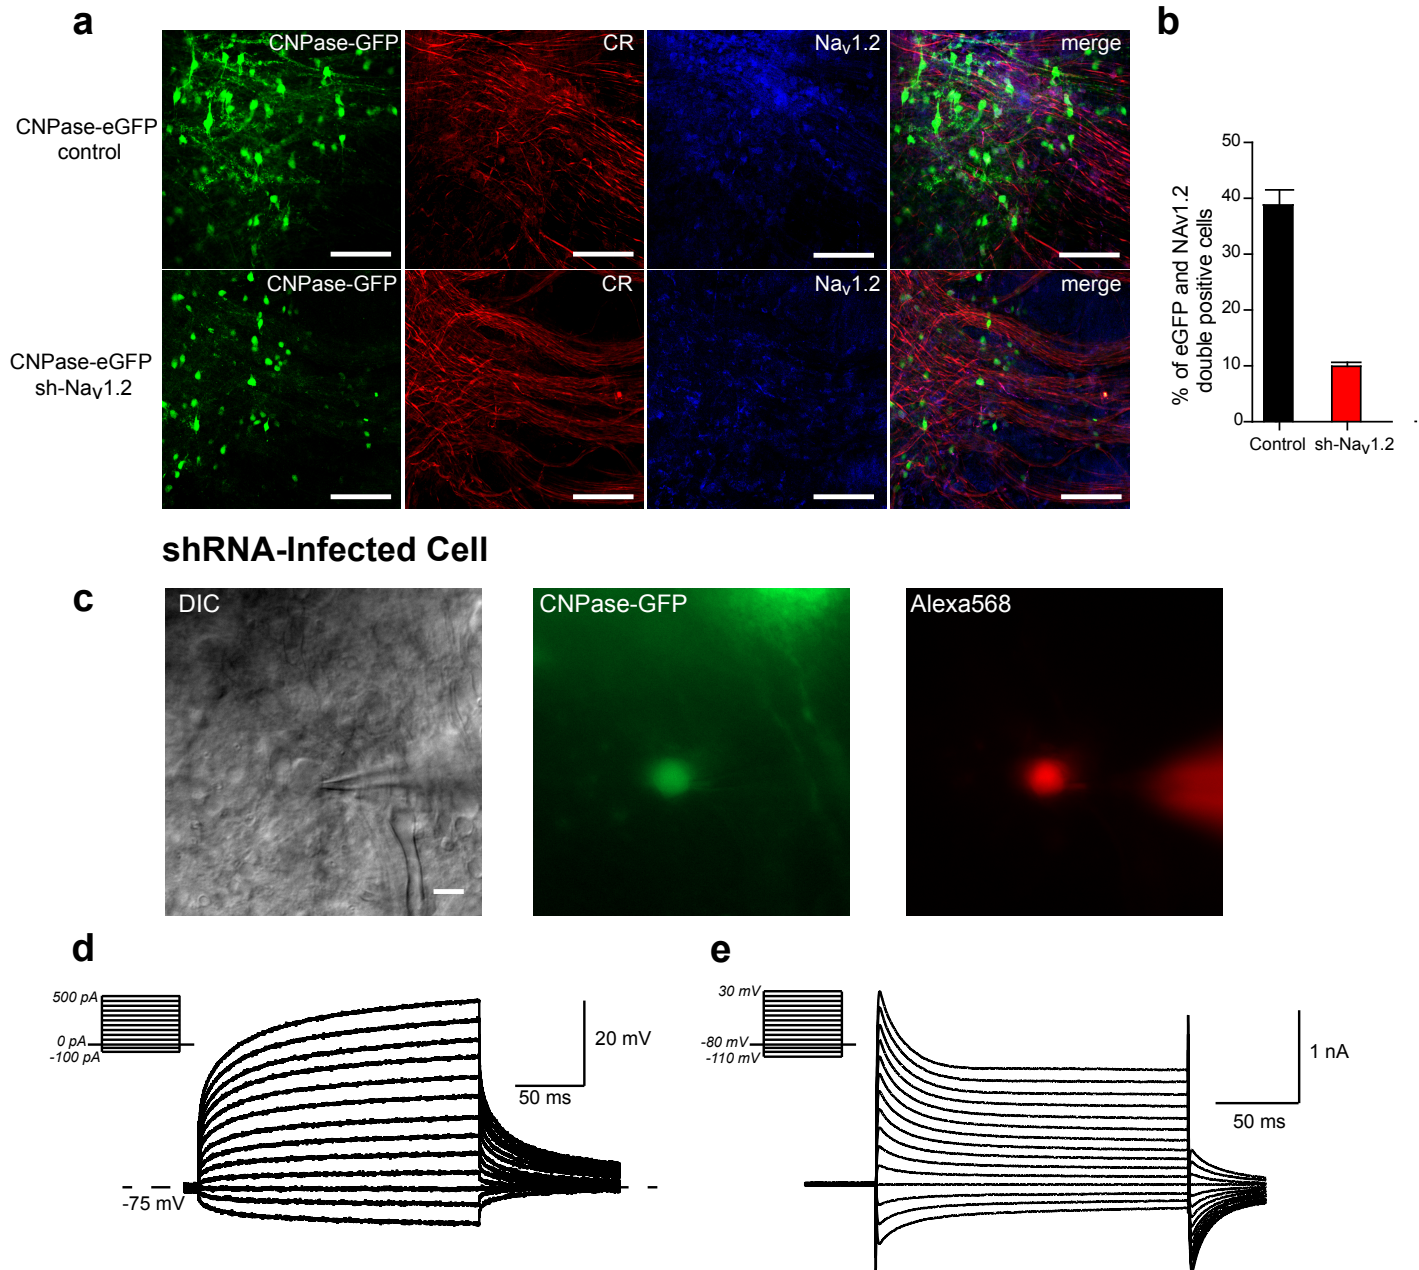 a
b
CNPase-GFP
CR
Nav1.2
merge
CNPase-eGFP
control
CNPase-GFP
CR
Nav1.2
merge
CNPase-eGFP
sh-Nav1.2
% of eGFP and NAv1.2
double positive cells
50
40
30
20
10
0
Control
sh-Nav1.2
shRNA-Infected Cell
c
DIC
CNPase-GFP
Alexa568
d
500 pA
0 pA
-100 pA
20 mV
50 ms
-75 mV
e
30 mV
-80 mV
-110 mV
1 nA
50 ms